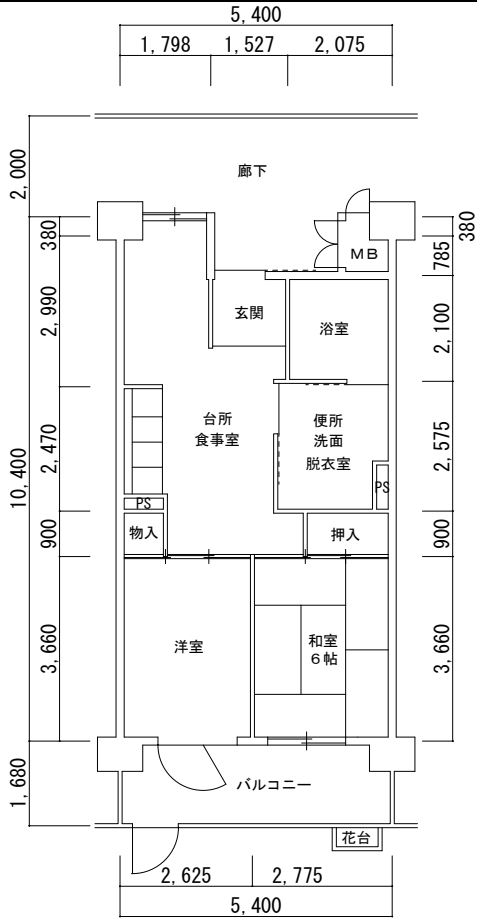 5,400
1,798
1,527
2,075
2,000
廊下
380
380
MB
785
2,990
玄関
浴室
2,100
台所
食事室
便所
洗面
脱衣室
2,470
2,575
10,400
PS
PS
900
物入
押入
900
3,660
洋室
和室
6帖
3,660
1,680
バルコニー
花台
2,625
2,775
5,400